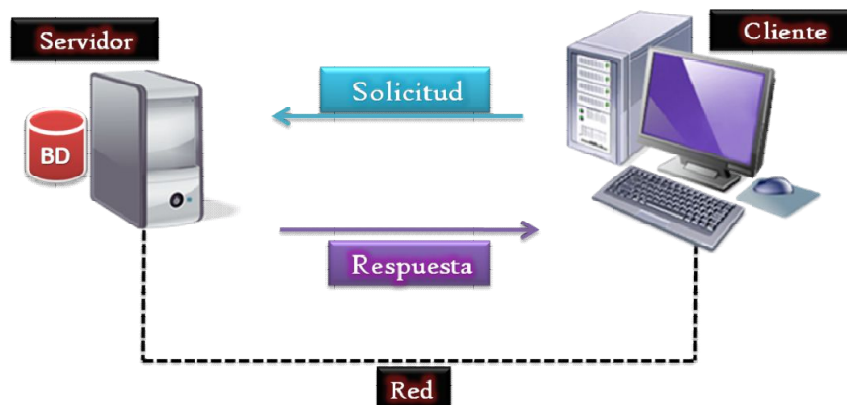 Servidor
Cliente
Solicitud
BD
Respuesta
Red